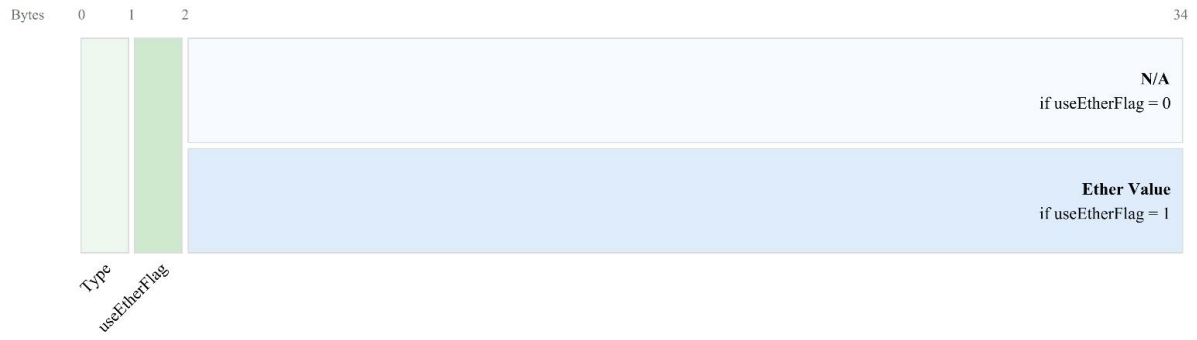 Bytes 0 1 2 34
N/A
if useEtherFlag = 0
Ether Value
if useEtherFlag = 1
Type
useEtherFlag